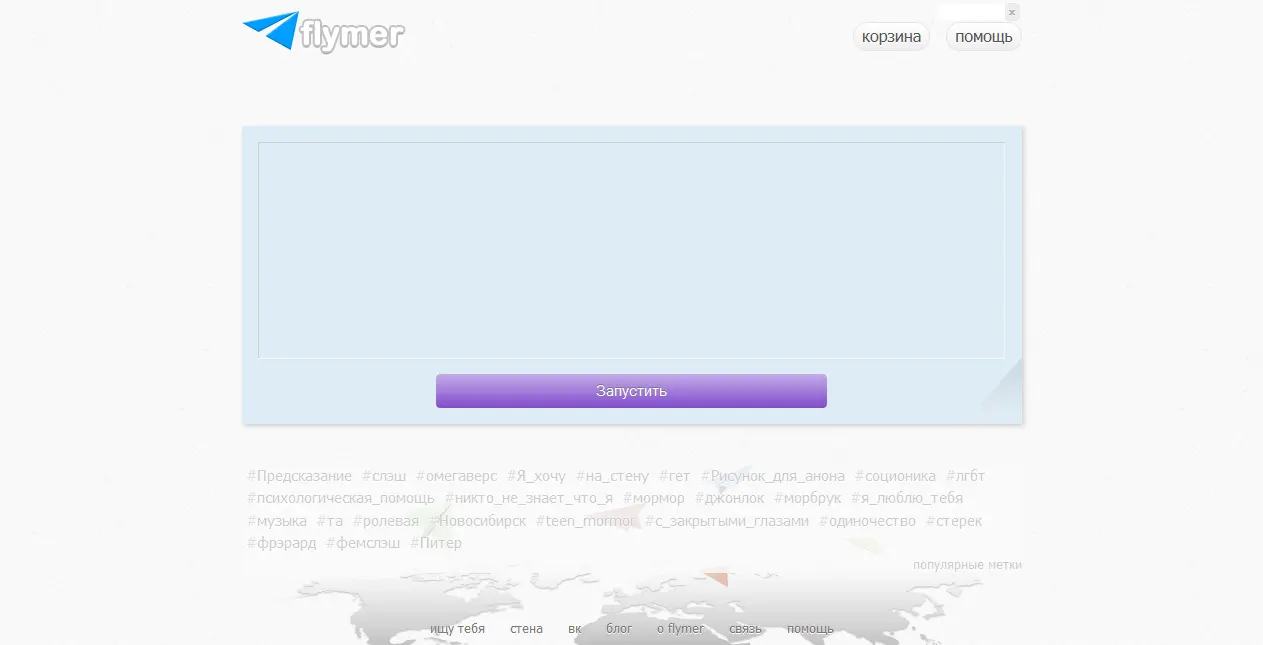 flymer
×
корзина помощь
Запустить
#Предсказание #слэш #омегаверс #Я_хочу #на_стену #гет #Рисунок_для_анона #соционика #лгбт
#психологическая_помощь #никто_не_знает_что_я #мормор #джонлок #морбрук #я_люблю_тебя
#музыка #та #ролевая #Новосибирск #teen_mormor #с_закрытыми_глазами #одиночество #стерек
#фрэрард #фемслэш #Питер
популярные метки
ищу тебя стена вк блог о flymer связь помощь